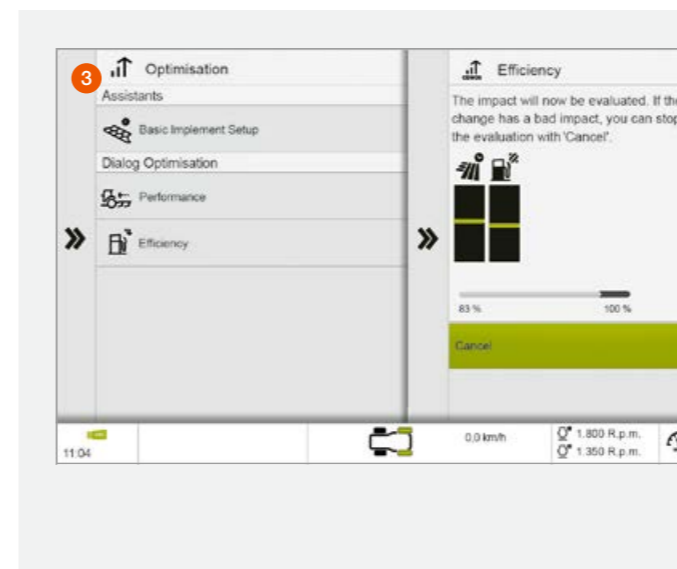 3
Optimisation
Assistants
Basic Implement Setup
Dialog Optimisation
Performance
Efficiency
Efficiency
The impact will now be evaluated. If the
change has a bad impact, you can stop
the evaluation with 'Cancel'.
83 %
100 %
Cancel
11:04
0,0 km/h
1.800 R.p.m.
1.350 R.p.m.